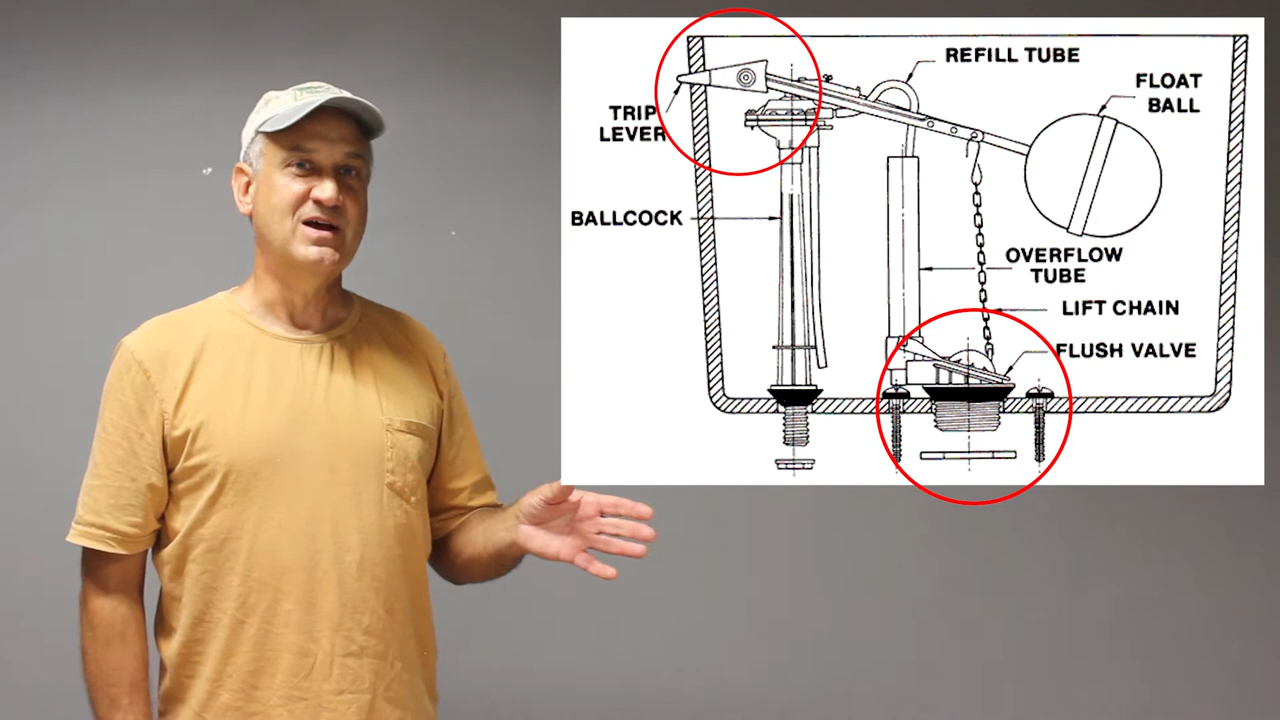 REFILL TUBE
FLOAT
BALL
TRIP
LEVER
BALLCOCK
OVERFLOW
TUBE
LIFT CHAIN
FLUSH VALVE